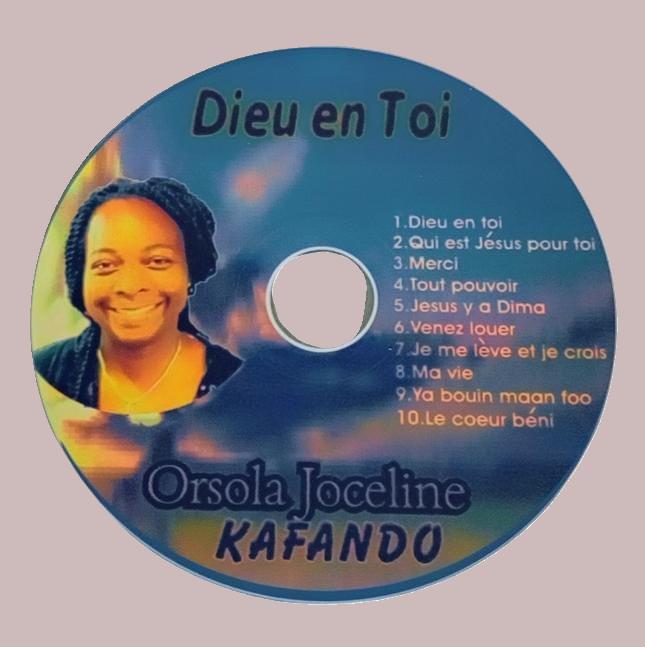 Dieu en Toi
1.Dieu en toi
2.Qui est Jésus pour toi
3.Merci
4.Tout pouvoir
5.Jesus y a Dima
6.Venez louer
7.Je me lève et je crois
8.Ma vie
9.Ya bouin maan foo
10.Le coeur béni
Orsola Joceline
KAFANDO